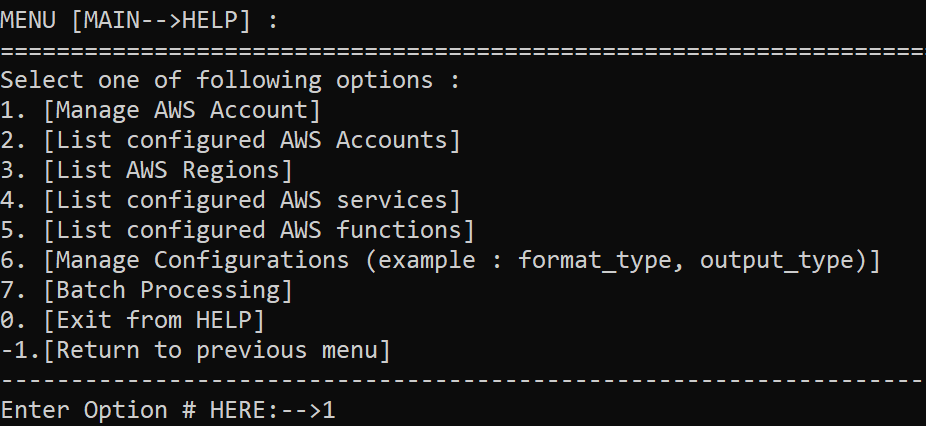 MENU [MAIN-->HELP] :
==================================================================
Select one of following options :
1. [Manage AWS Account]
2. [List configured AWS Accounts]
3. [List AWS Regions]
4. [List configured AWS services]
5. [List configured AWS functions]
6. [Manage Configurations (example : format_type, output_type)]
7. [Batch Processing]
0. [Exit from HELP]
-1.[Return to previous menu]
------------------------------------------------------------------
Enter Option # HERE:-->1